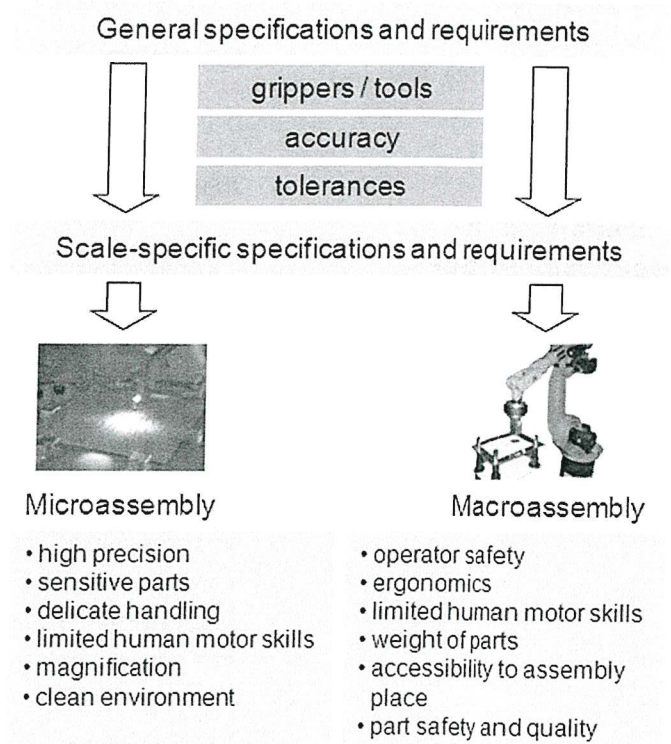 General specifications and requirements
grippers / tools
accuracy
tolerances
Scale-specific specifications and requirements
Microassembly
• high precision
• sensitive parts
• delicate handling
• limited human motor skills
• magnification
• clean environment
Macroassembly
• operator safety
• ergonomics
• limited human motor skills
• weight of parts
• accessibility to assembly
place
• part safety and quality